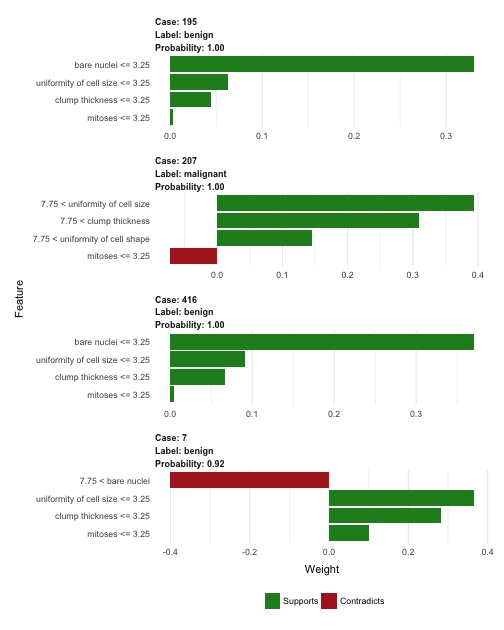 Case: 195
Label: benign
Probability: 1.00
bare nuclei <= 3.25
uniformity of cell size <= 3.25
clump thickness <= 3.25
mitoses <= 3.25
0.0 0.1 0.2 0.3
Case: 207
Label: malignant
Probability: 1.00
7.75 < uniformity of cell size
7.75 < clump thickness
7.75 < uniformity of cell shape
mitoses <= 3.25
0.0 0.1 0.2 0.3 0.4
Feature
Case: 416
Label: benign
Probability: 1.00
bare nuclei <= 3.25
uniformity of cell size <= 3.25
clump thickness <= 3.25
mitoses <= 3.25
0.0 0.1 0.2 0.3
Case: 7
Label: benign
Probability: 0.92
7.75 < bare nuclei
uniformity of cell size <= 3.25
clump thickness <= 3.25
mitoses <= 3.25
-0.4 -0.2 0.0 0.2 0.4
Weight
Supports Contradicts